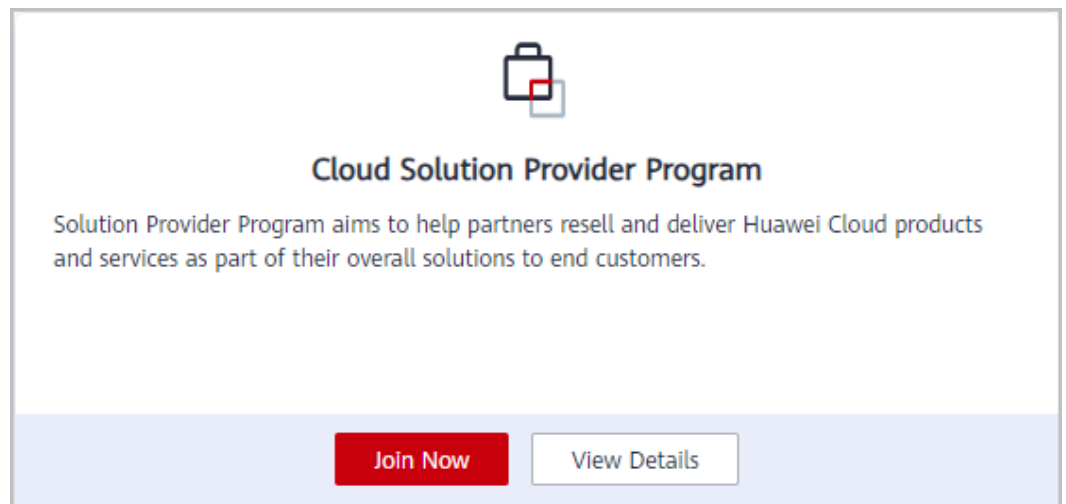 Cloud Solution Provider Program
Solution Provider Program aims to help partners resell and deliver Huawei Cloud products
and services as part of their overall solutions to end customers.
Join Now
View Details